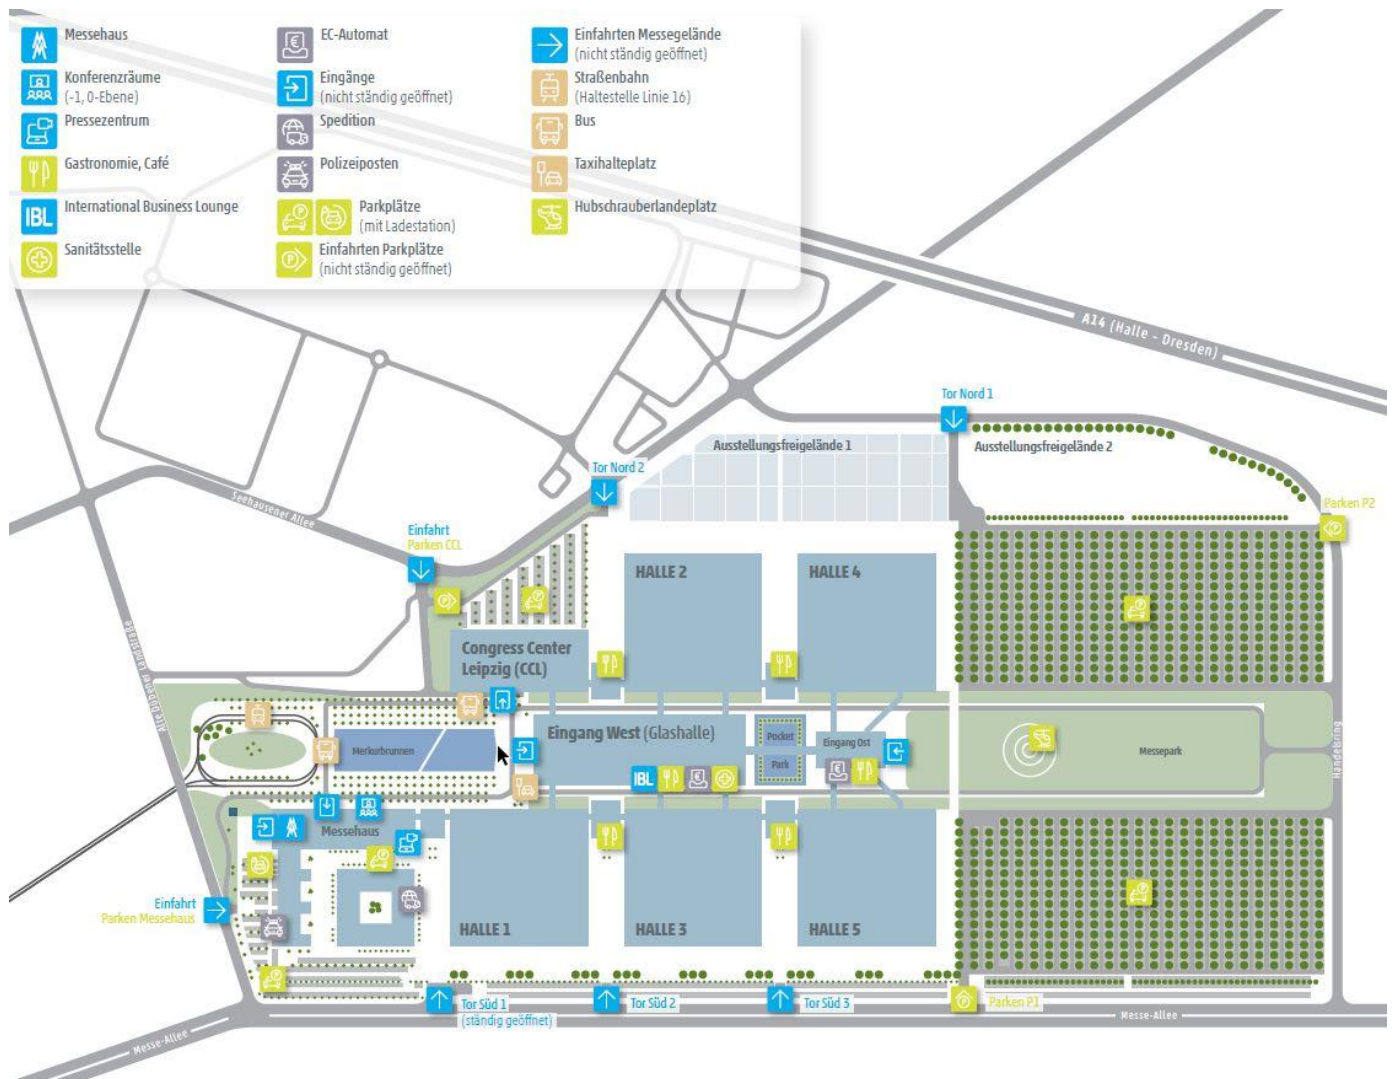 Messehaus
Konferenzräume
(-1, 0-Ebene)
Pressezentrum
Gastronomie, Café
IBL
International Business Lounge
Sanitätsstelle
EC-Automat
Eingänge
(nicht ständig geöffnet)
Spedition
Polizeiposten
Parkplätze
(mit Ladestation)
Einfahrten Parkplätze
(nicht ständig geöffnet)
Einfahrten Messegelände
(nicht ständig geöffnet)
Straßenbahn
(Haltestelle Linie 16)
Bus
Taxihalteplatz
Hubschrauberlandeplatz
A14 (Halle - Dresden)
Tor Nord 1
Ausstellungsfreigelände 1
Ausstellungsfreigelände 2
Tor Nord 2
Seehausener Allee
Parken P2
Einfahrt
Parken CCL
HALLE 2
HALLE 4
Congress Center
Leipzig (CCL)
Alte Dübener Landstraße
Merkurbrunnen
Eingang West (Glashalle)
Pocket
Park
Eingang Ost
Messepark
Handelsring
IBL
Messehaus
Einfahrt
Parken Messehaus
HALLE 1
HALLE 3
HALLE 5
Tor Süd 1
(ständig geöffnet)
Tor Süd 2
Tor Süd 3
Parken P1
Messe-Allee
Messe-Allee